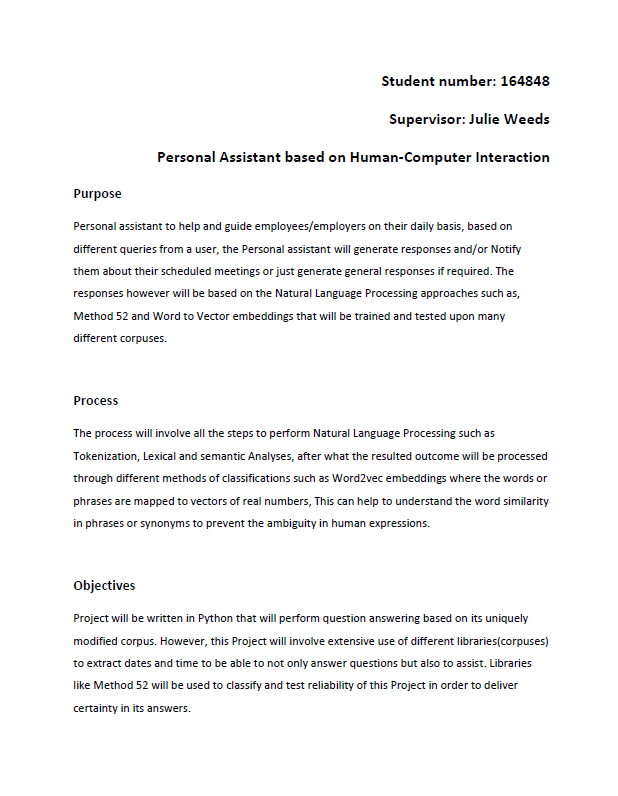 Student number: 164848
Supervisor: Julie Weeds
Personal Assistant based on Human-Computer Interaction
Purpose
Personal assistant to help and guide employees/employers on their daily basis, based on
different queries from a user, the Personal assistant will generate responses and/or Notify
them about their scheduled meetings or just generate general responses if required. The
responses however will be based on the Natural Language Processing approaches such as,
Method 52 and Word to Vector embeddings that will be trained and tested upon many
different corpuses.
Process
The process will involve all the steps to perform Natural Language Processing such as
Tokenization, Lexical and semantic Analyses, after what the resulted outcome will be processed
through different methods of classifications such as Word2vec embeddings where the words or
phrases are mapped to vectors of real numbers, This can help to understand the word similarity
in phrases or synonyms to prevent the ambiguity in human expressions.
Objectives
Project will be written in Python that will perform question answering based on its uniquely
modified corpus. However, this Project will involve extensive use of different libraries(corpuses)
to extract dates and time to be able to not only answer questions but also to assist. Libraries
like Method 52 will be used to classify and test reliability of this Project in order to deliver
certainty in its answers.